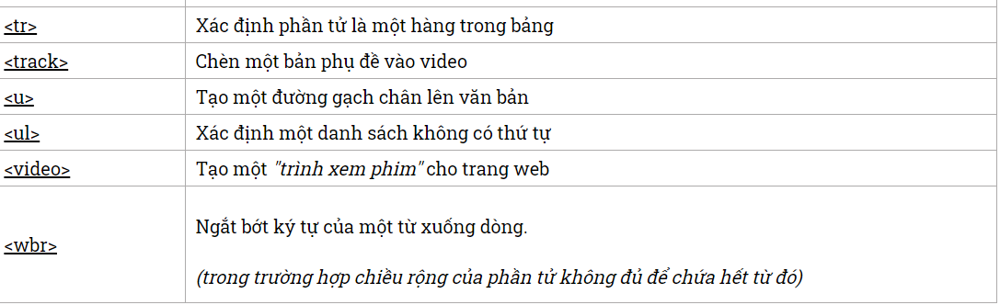 <tr> Xác định phần tử là một hàng trong bảng
<track> Chèn một bản phụ đề vào video
<u> Tạo một đường gạch chân lên văn bản
<ul> Xác định một danh sách không có thứ tự
<video> Tạo một "trình xem phim" cho trang web
<wbr> Ngắt bớt ký tự của một từ xuống dòng.
(trong trường hợp chiều rộng của phần tử không đủ để chứa hết từ đó)